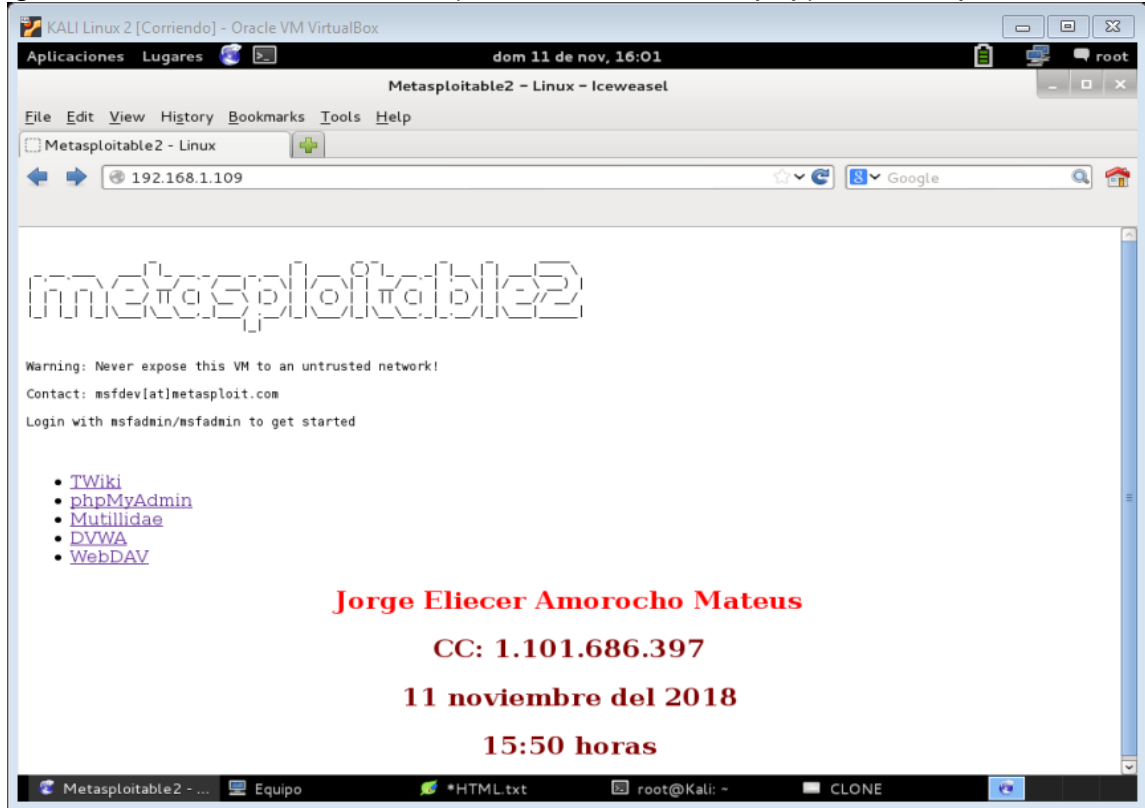 KALI Linux 2 [Corriendo] - Oracle VM VirtualBox
Aplicaciones Lugares dom 11 de nov, 16:01 root
Metasploitable2 - Linux - Iceweasel
File Edit View History Bookmarks Tools Help
Metasploitable2 - Linux
192.168.1.109 Google
metasploitable2
Warning: Never expose this VM to an untrusted network!
Contact: msfdev[at]metasploit.com
Login with msfadmin/msfadmin to get started
TWiki
phpMyAdmin
Mutillidae
DVWA
WebDAV
Jorge Eliecer Amorocho Mateus
CC: 1.101.686.397
11 noviembre del 2018
15:50 horas
Metasploitable2 - ... Equipo *HTML.txt root@Kali: ~ CLONE